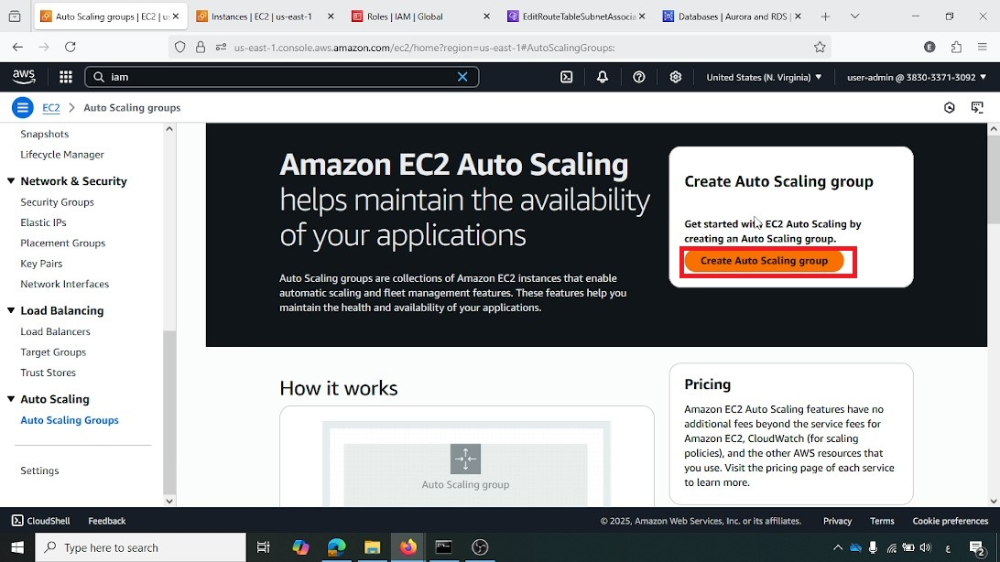 Auto Scaling groups | EC2 | us
Instances | EC2 | us-east-1
Roles | IAM | Global
EditRouteTableSubnetAssocia
Databases | Aurora and RDS |
us-east-1.console.aws.amazon.com/ec2/home?region=us-east-1#AutoScalingGroups:
E
aws
iam
United States (N. Virginia)
user-admin @ 3830-3371-3092
EC2
Auto Scaling groups
Snapshots
Lifecycle Manager
Network & Security
Security Groups
Elastic IPs
Placement Groups
Key Pairs
Network Interfaces
Load Balancing
Load Balancers
Target Groups
Trust Stores
Auto Scaling
Auto Scaling Groups
Settings
Amazon EC2 Auto Scaling
helps maintain the availability
of your applications
Auto Scaling groups are collections of Amazon EC2 instances that enable
automatic scaling and fleet management features. These features help you
maintain the health and availability of your applications.
Create Auto Scaling group
Get started with EC2 Auto Scaling by
creating an Auto Scaling group.
Create Auto Scaling group
How it works
Auto Scaling group
Pricing
Amazon EC2 Auto Scaling features have no
additional fees beyond the service fees for
Amazon EC2, CloudWatch (for scaling
policies), and the other AWS resources that
you use. Visit the pricing page of each service
to learn more.
CloudShell
Feedback
© 2025, Amazon Web Services, Inc. or its affiliates.
Privacy
Terms
Cookie preferences
Type here to search
ع
2